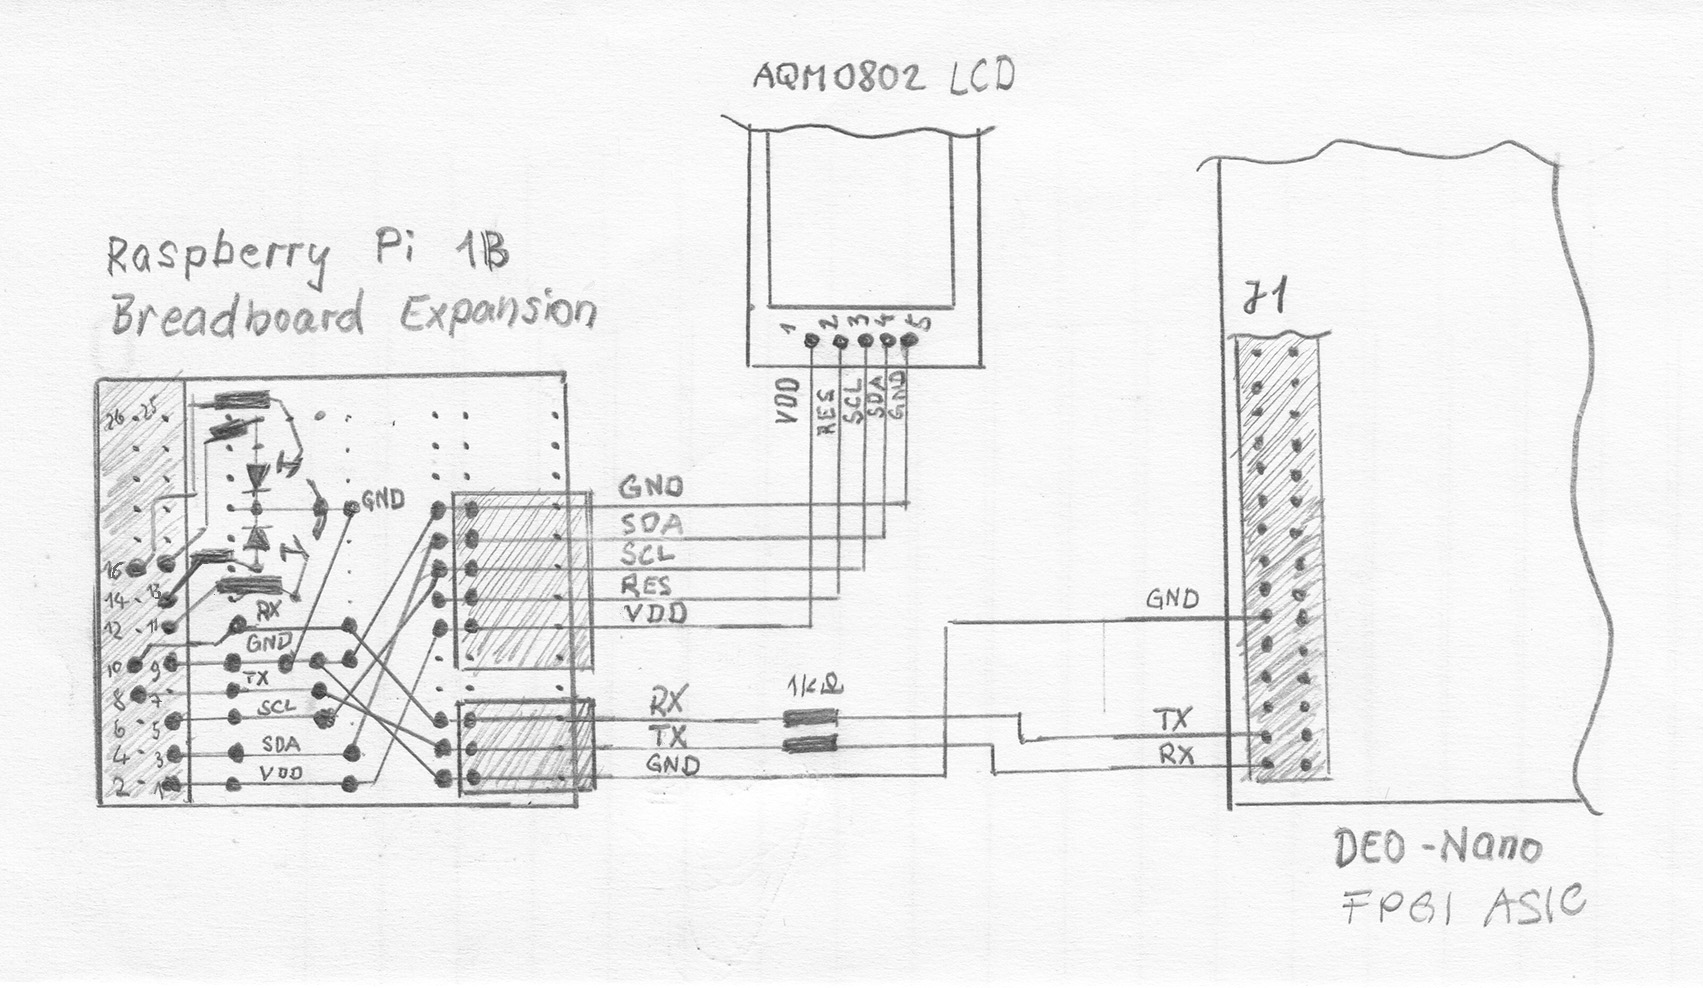 AQM0802 LCD
1 2 3 4 5
VDD RES SCL SDA GND
Raspberry Pi 1B
Breadboard Expansion
J1
26 25
GND
16
14 13
12 11
10 9
8 7
6 5
4 3
2 1
RX
GND
TX
SCL
SDA
VDD
GND
SDA
SCL
RES
VDD
RX
TX
GND
1kΩ
GND
TX
RX
DE0-Nano
FPGA ASIC